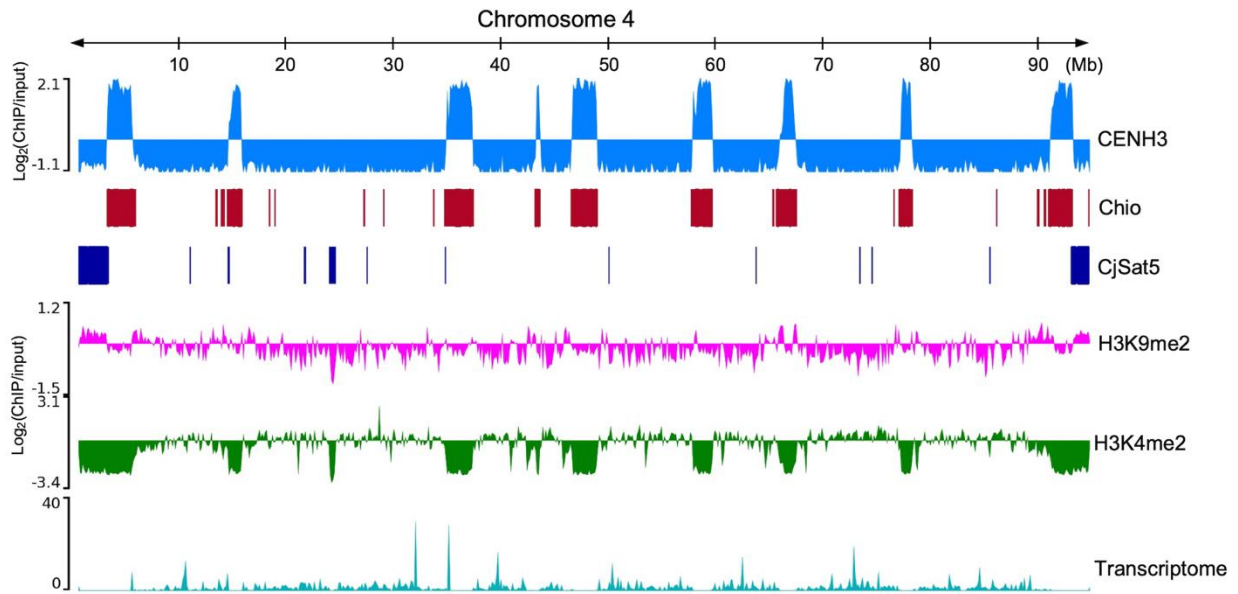 Chromosome 4
10 20 30 40 50 60 70 80 90 (Mb)
Log2(ChIP/input)
2.1
-1.1
CENH3
Chio
CjSat5
Log2(ChIP/input)
1.2
-1.5
H3K9me2
3.1
-3.4
H3K4me2
40
0
Transcriptome